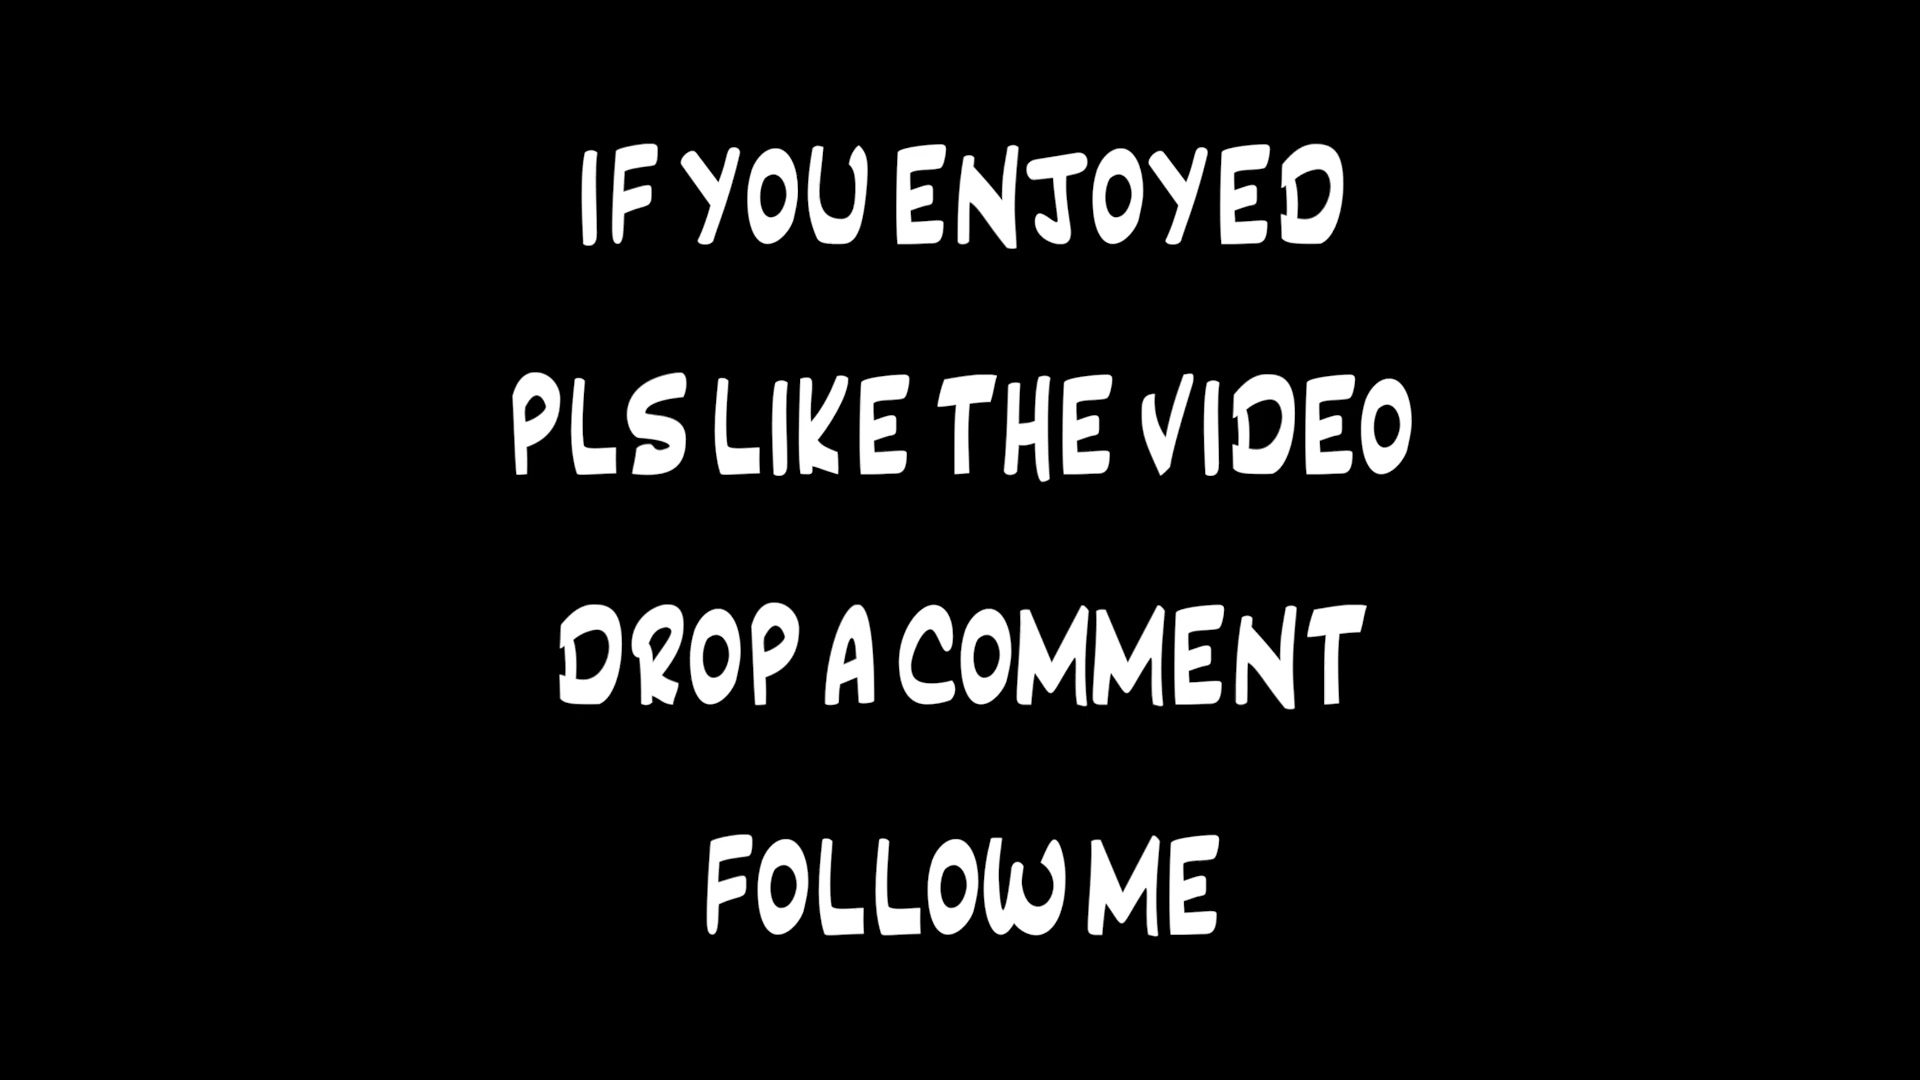 IF YOU ENJOYED
PLS LIKE THE VIDEO
DROP A COMMENT
FOLLOW ME